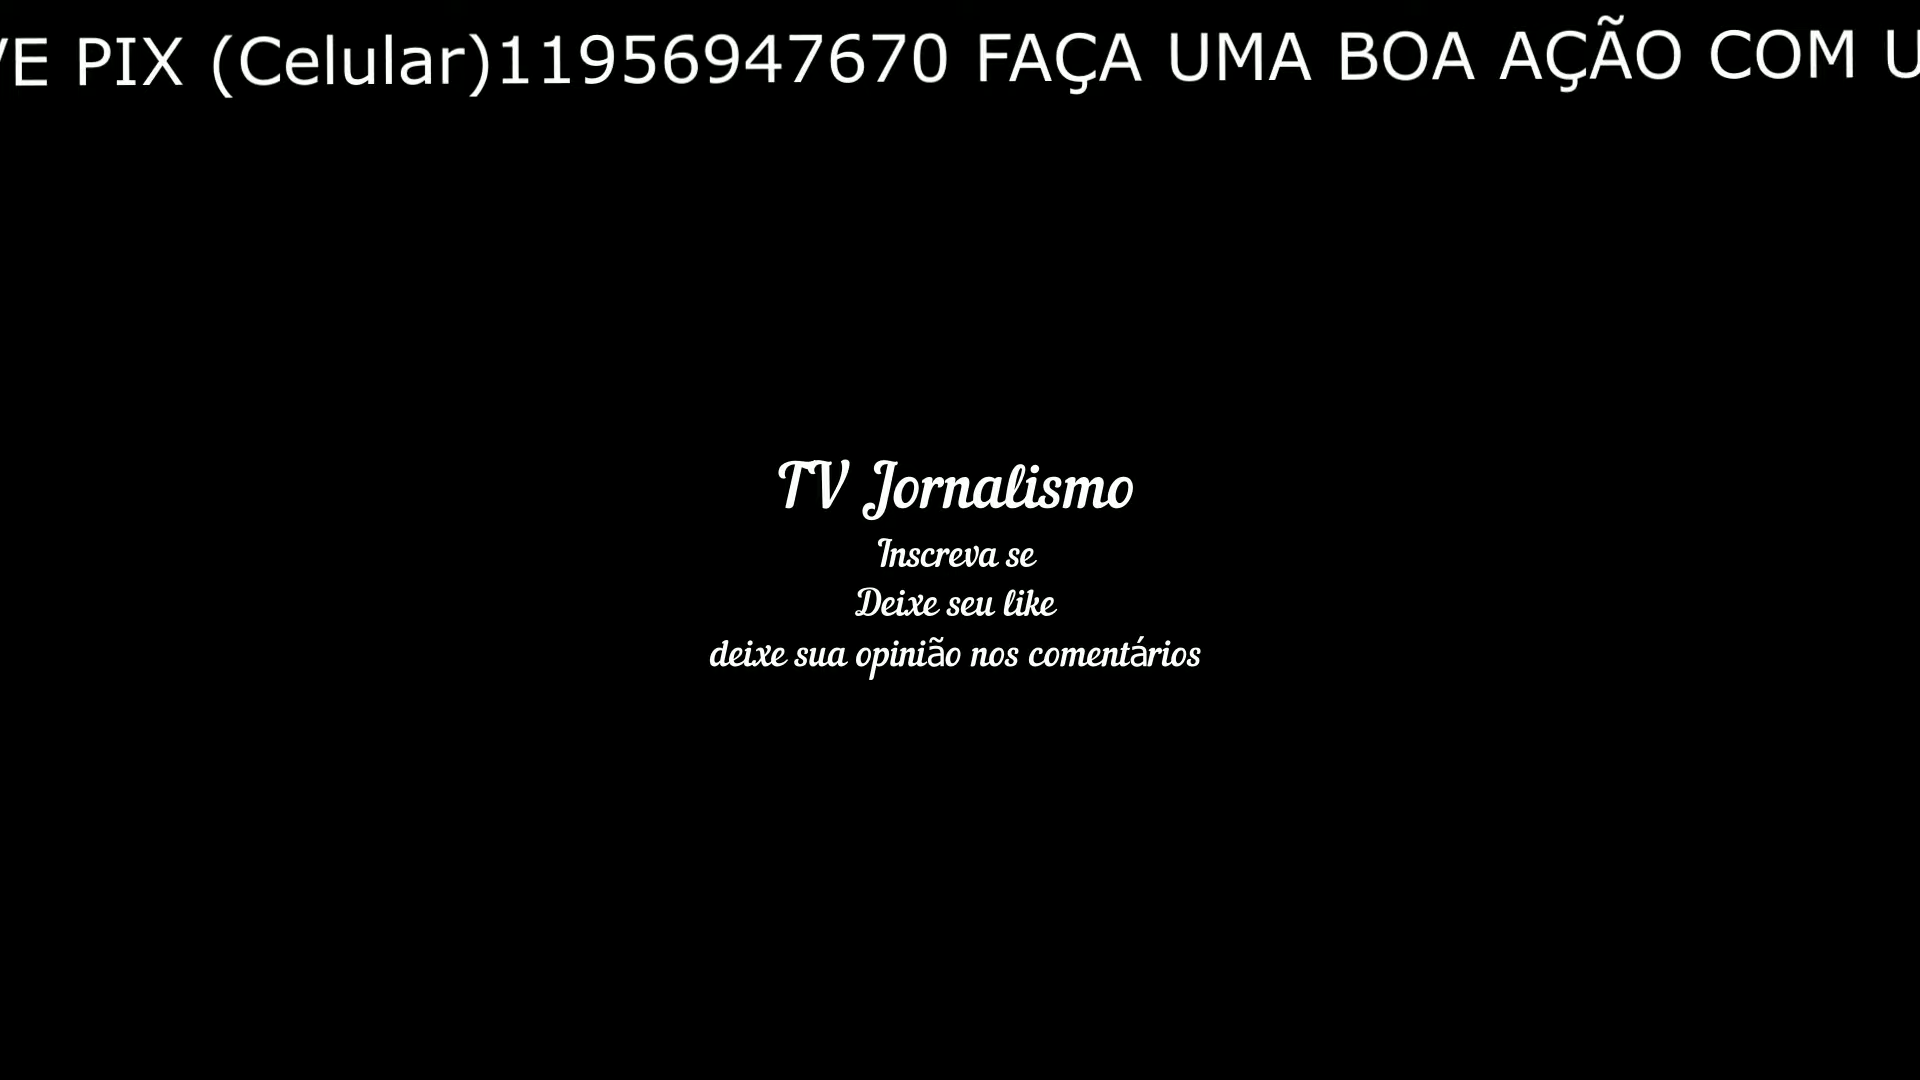 VE PIX (Celular)11956947670 FAÇA UMA BOA AÇÃO COM U
TV Jornalismo
Inscreva se
Deixe seu like
deixe sua opinião nos comentários